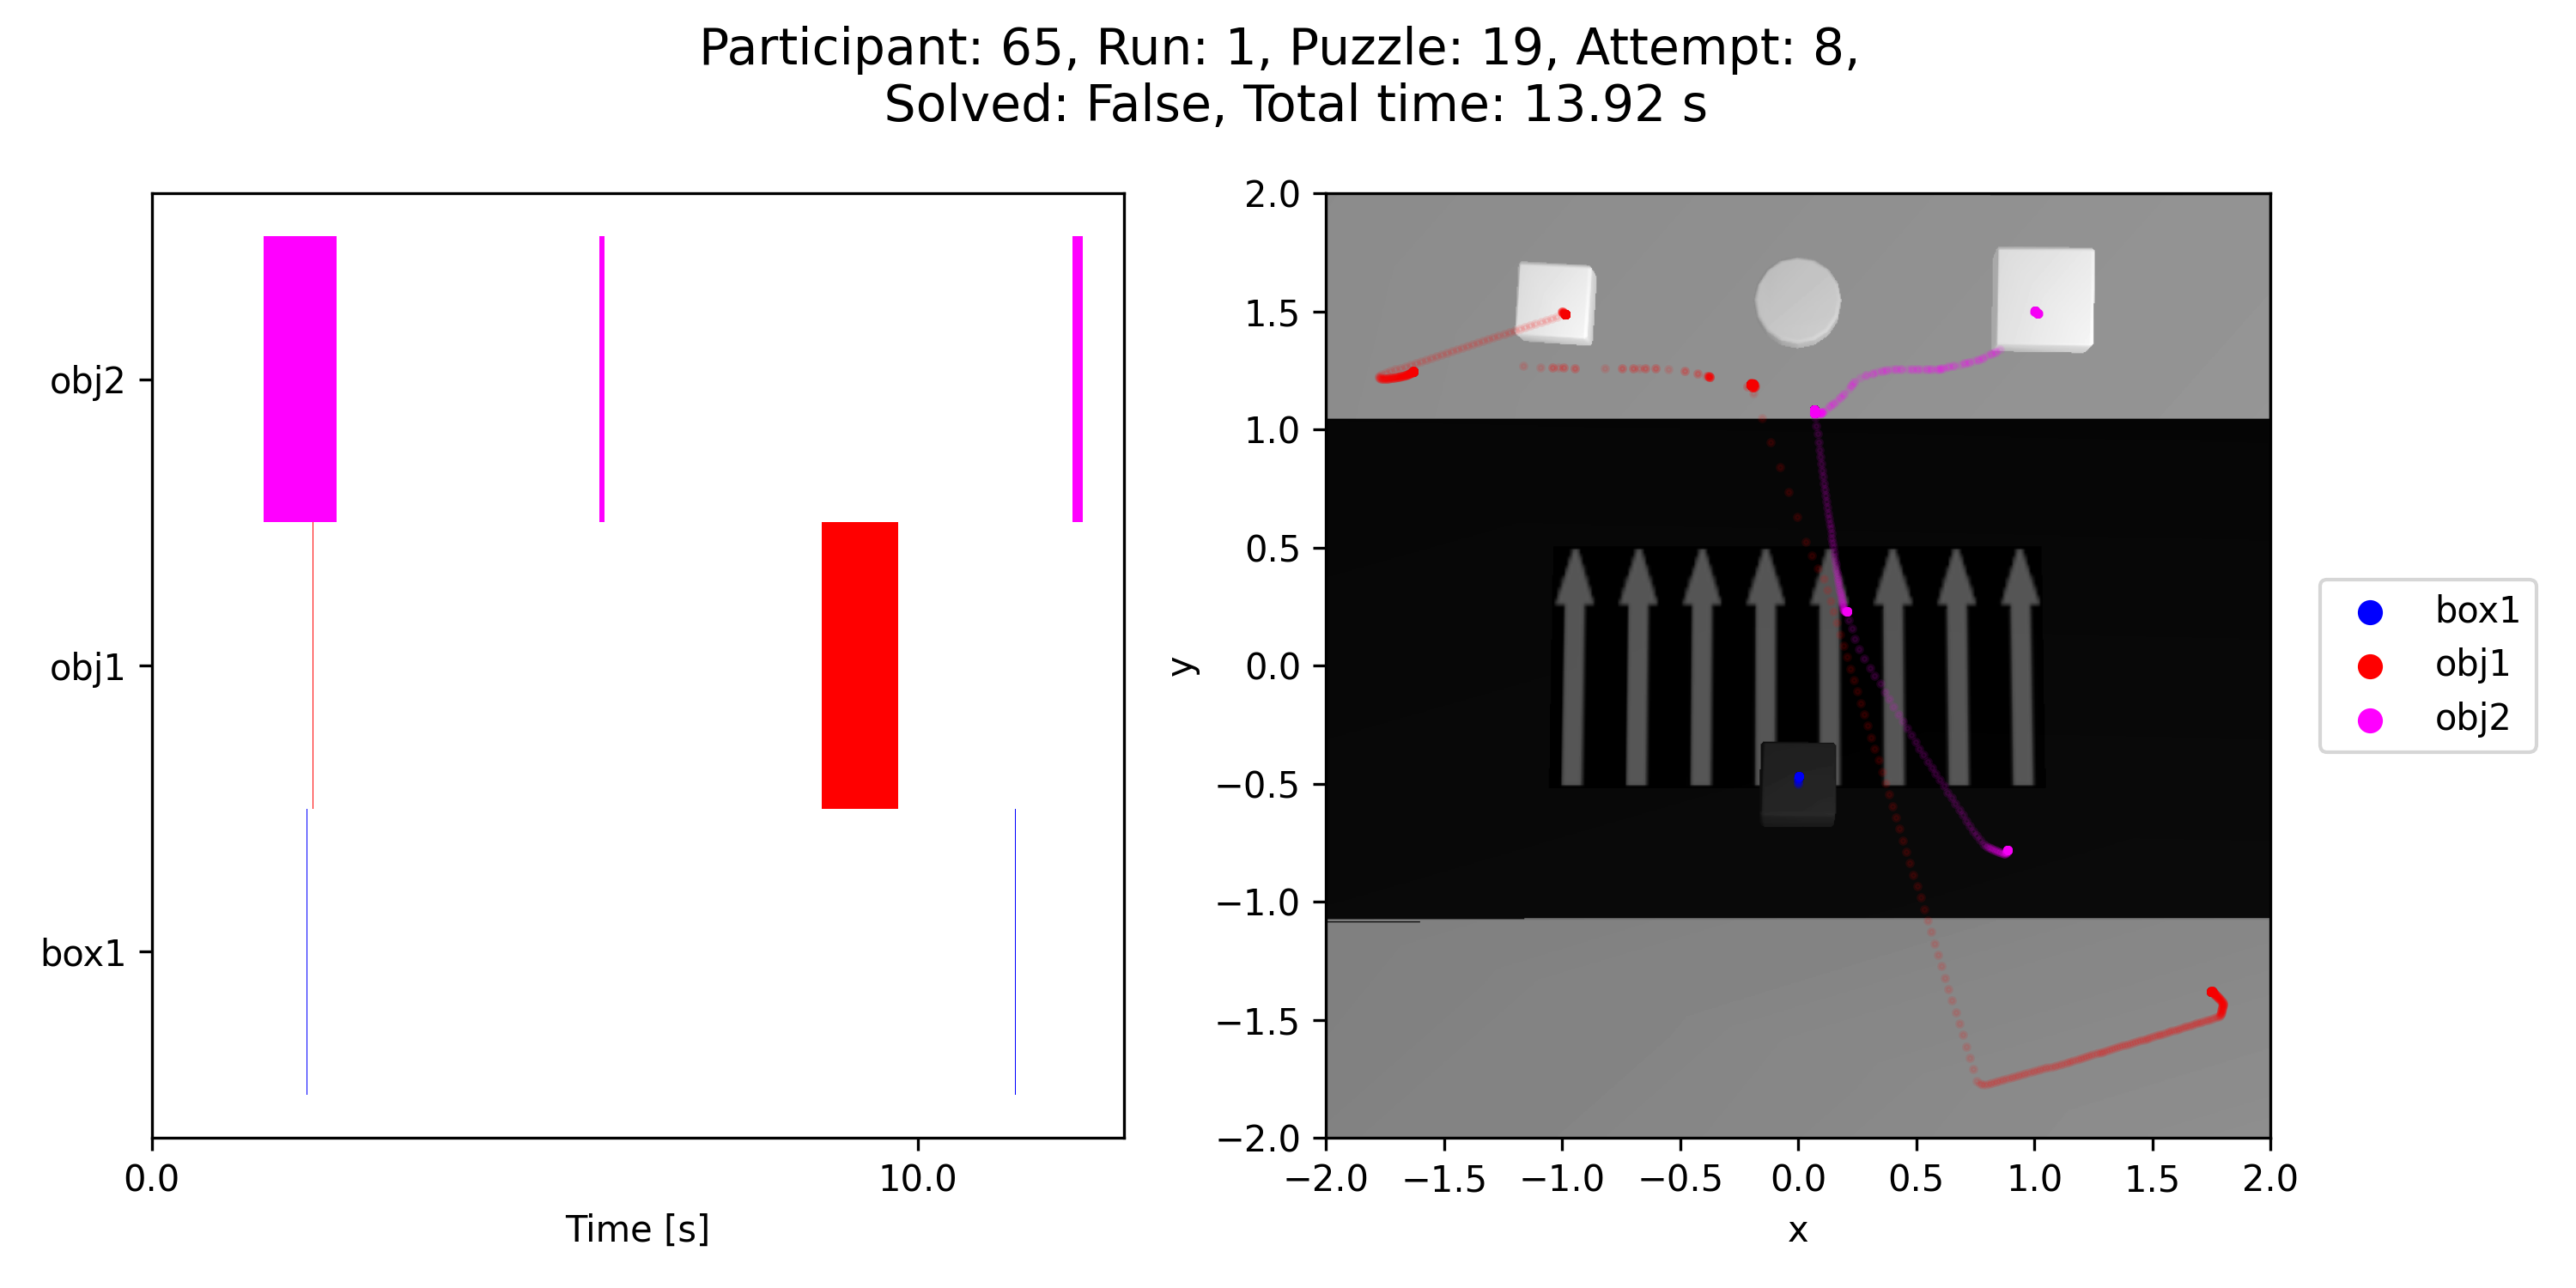 Participant: 65, Run: 1, Puzzle: 19, Attempt: 8,
Solved: False, Total time: 13.92 s
obj2
obj1
box1
0.0
10.0
Time [s]
2.0
1.5
1.0
0.5
0.0
−0.5
−1.0
−1.5
−2.0
y
−2.0
−1.5
−1.0
−0.5
0.0
0.5
1.0
1.5
2.0
x
box1
obj1
obj2